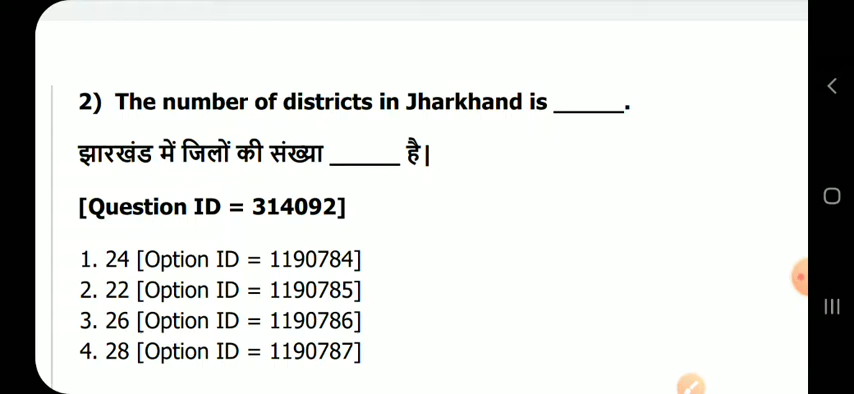 2) The number of districts in Jharkhand is ______.
झारखंड में जिलों की संख्या ______ है|
[Question ID = 314092]
1. 24 [Option ID = 1190784]
2. 22 [Option ID = 1190785]
3. 26 [Option ID = 1190786]
4. 28 [Option ID = 1190787]